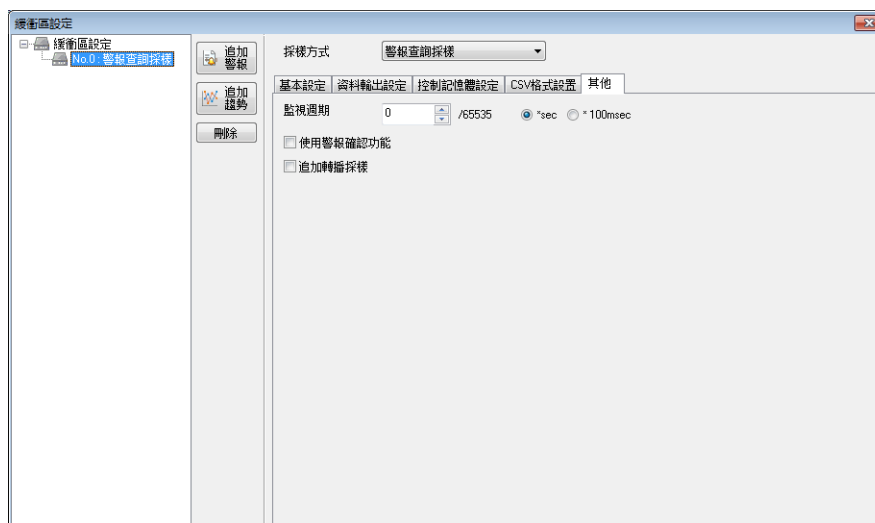 緩衝區設定
緩衝區設定
No.0 : 警報查詢採樣
追加
警報
追加
趨勢
刪除
採樣方式
警報查詢採樣
基本設定
資料輸出設定
控制記憶體設定
CSV格式設置
其他
監視週期
0
/65535
*sec
* 100msec
使用警報確認功能
追加轉播採樣